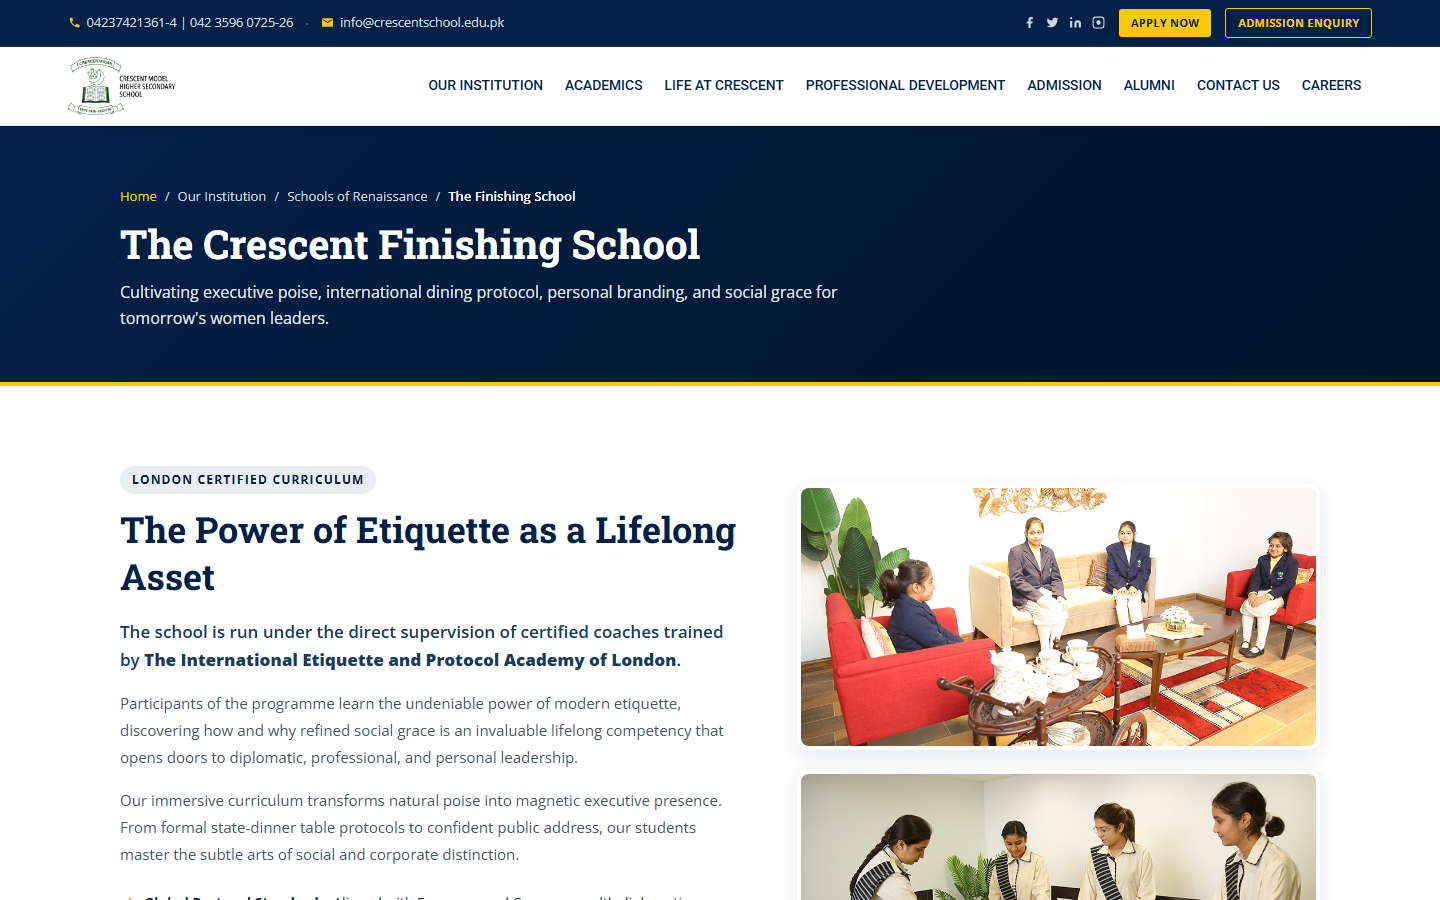 04237421361-4 | 042 3596 0725-26
info@crescentschool.edu.pk
APPLY NOW
ADMISSION ENQUIRY
CRESCENT MODEL
HIGHER SECONDARY
SCHOOL
OUR INSTITUTION
ACADEMICS
LIFE AT CRESCENT
PROFESSIONAL DEVELOPMENT
ADMISSION
ALUMNI
CONTACT US
CAREERS
Home / Our Institution / Schools of Renaissance / The Finishing School
The Crescent Finishing School
Cultivating executive poise, international dining protocol, personal branding, and social grace for
tomorrow's women leaders.
LONDON CERTIFIED CURRICULUM
The Power of Etiquette as a Lifelong
Asset
The school is run under the direct supervision of certified coaches trained
by The International Etiquette and Protocol Academy of London.
Participants of the programme learn the undeniable power of modern etiquette,
discovering how and why refined social grace is an invaluable lifelong competency that
opens doors to diplomatic, professional, and personal leadership.
Our immersive curriculum transforms natural poise into magnetic executive presence.
From formal state-dinner table protocols to confident public address, our students
master the subtle arts of social and corporate distinction.